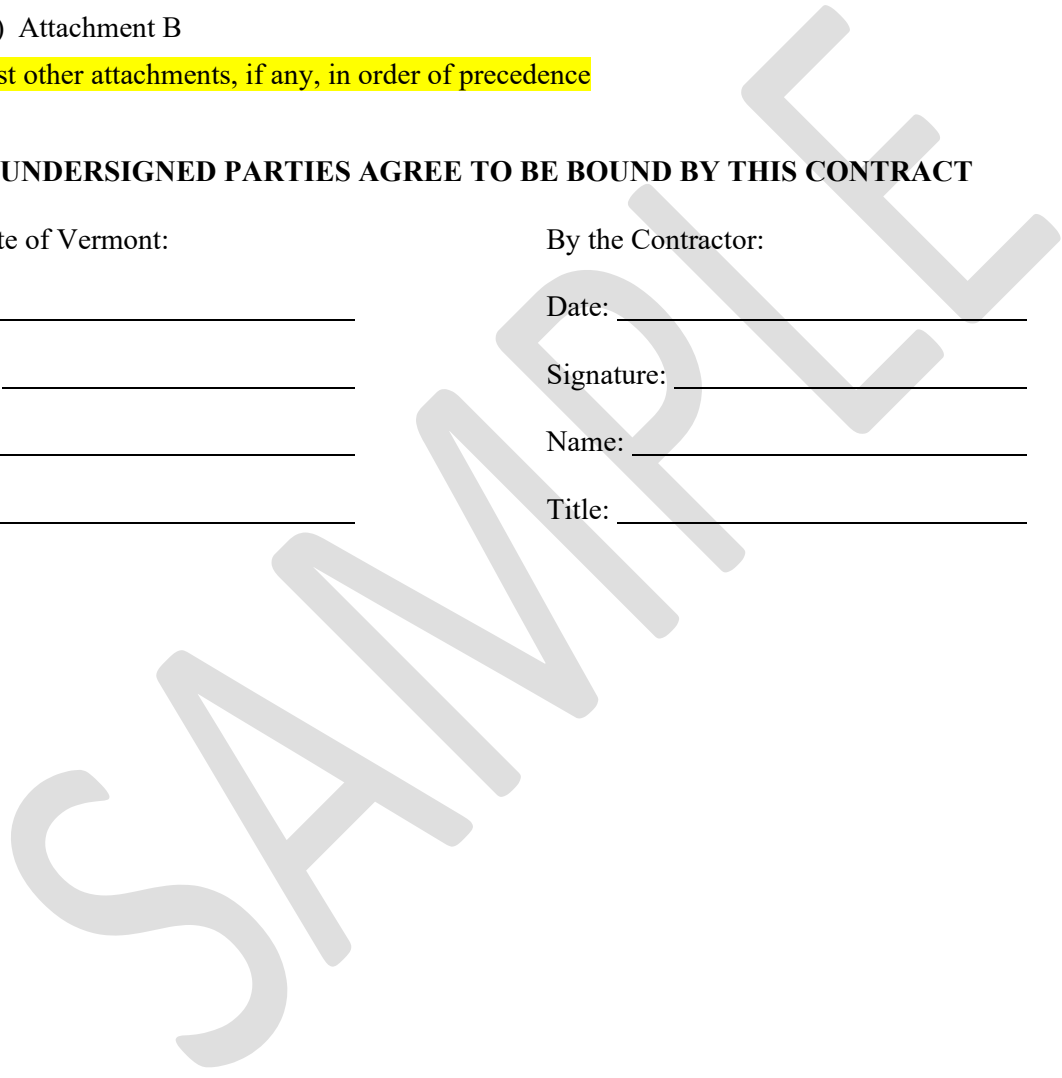 ) Attachment B
st other attachments, if any, in order of precedence
UNDERSIGNED PARTIES AGREE TO BE BOUND BY THIS CONTRACT
te of Vermont: By the Contractor:
Date:
Signature:
Name:
Title:
SAMPLE